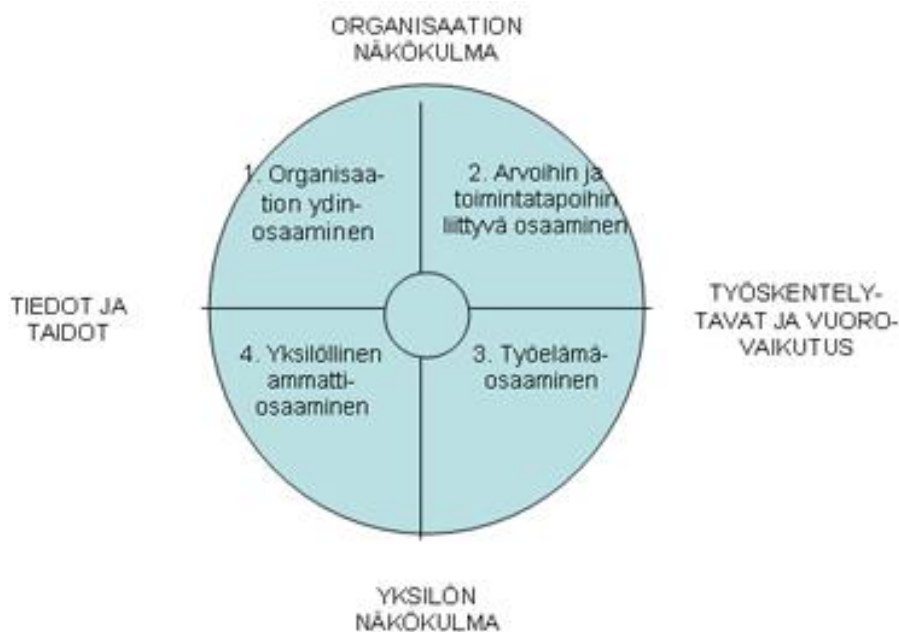 ORGANISAATION
NÄKÖKULMA
1. Organisaa-
tion ydin-
osaaminen
2. Arvoihin ja
toimintatapoihin
liittyvä osaaminen
TIEDOT JA
TAIDOT
TYÖSKENTELY-
TAVAT JA VUORO-
VAIKUTUS
4. Yksilöllinen
ammatti-
osaaminen
3. Työelämä-
osaaminen
YKSILÖN
NÄKÖKULMA